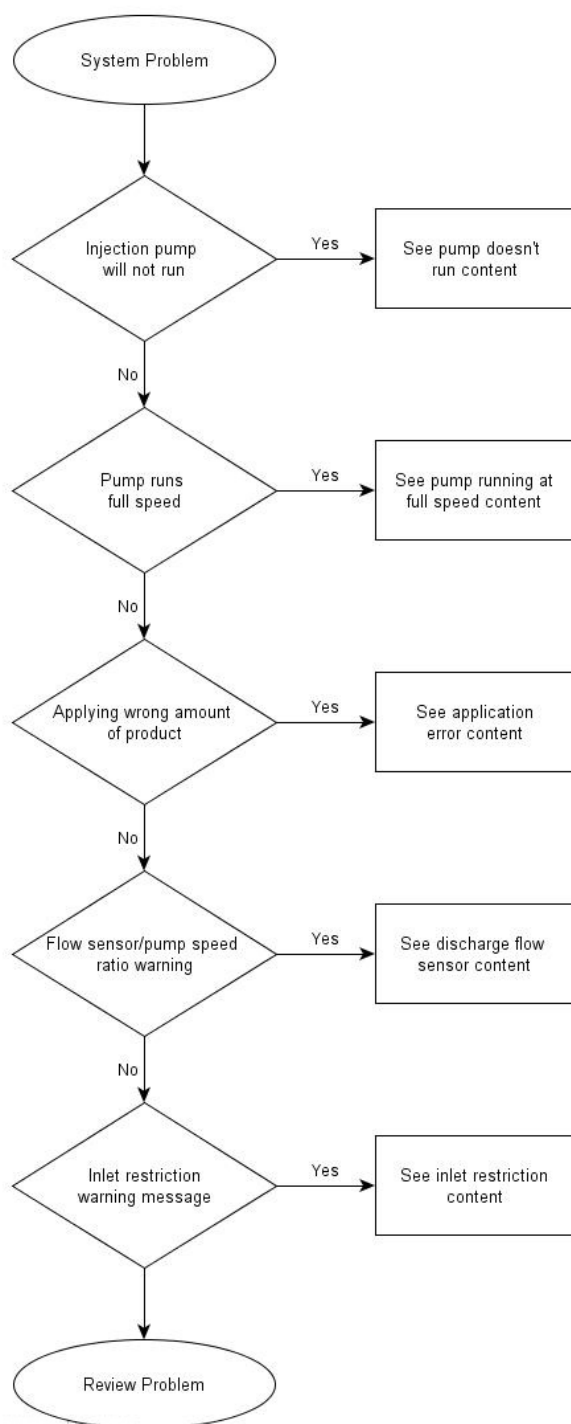 System Problem
Injection pump
will not run
Yes
See pump doesn't
run content
No
Pump runs
full speed
Yes
See pump running at
full speed content
No
Applying wrong amount
of product
Yes
See application
error content
No
Flow sensor/pump speed
ratio warning
Yes
See discharge flow
sensor content
No
Inlet restriction
warning message
Yes
See inlet restriction
content
Review Problem